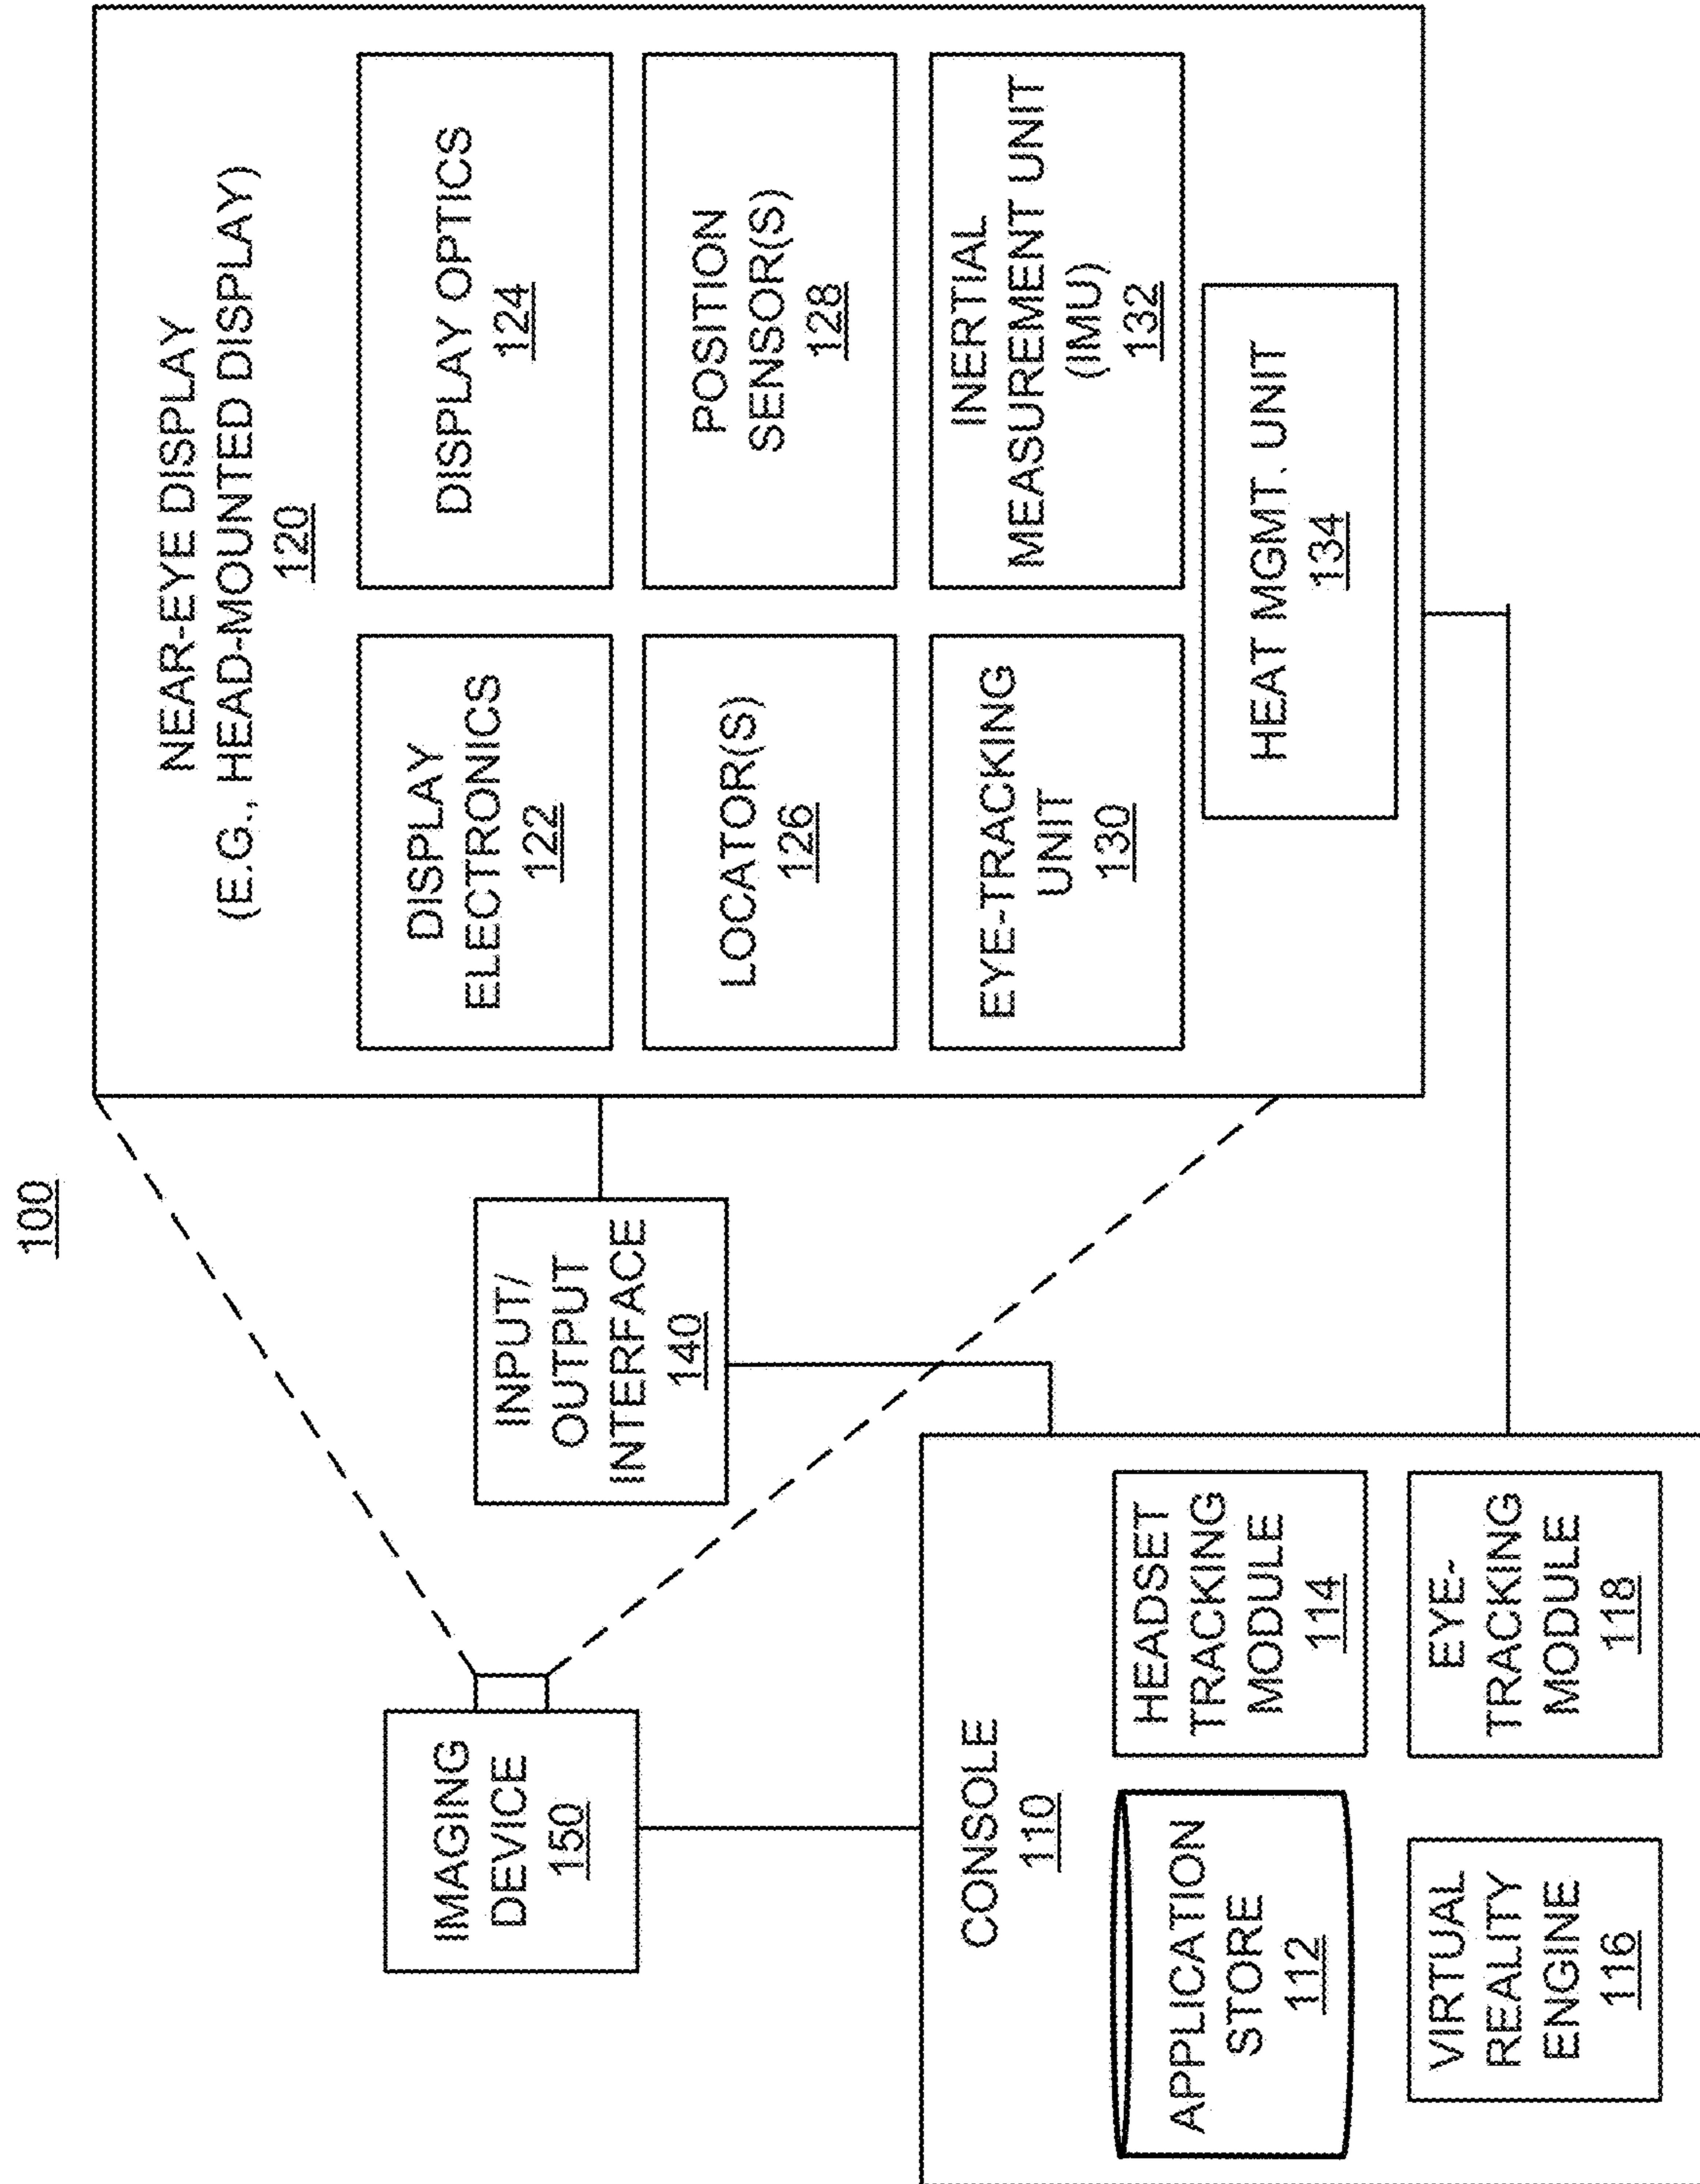 100
IMAGING
DEVICE
150
INPUT/
OUTPUT
INTERFACE
140
NEAR-EYE DISPLAY
(E.G., HEAD-MOUNTED DISPLAY)
120
DISPLAY
ELECTRONICS
122
DISPLAY OPTICS
124
LOCATOR(S)
126
POSITION
SENSOR(S)
128
EYE-TRACKING
UNIT
130
INERTIAL
MEASUREMENT UNIT
(IMU)
132
HEAT MGMT. UNIT
134
CONSOLE
110
APPLICATION
STORE
112
HEADSET
TRACKING
MODULE
114
VIRTUAL
REALITY
ENGINE
116
EYE-
TRACKING
MODULE
118